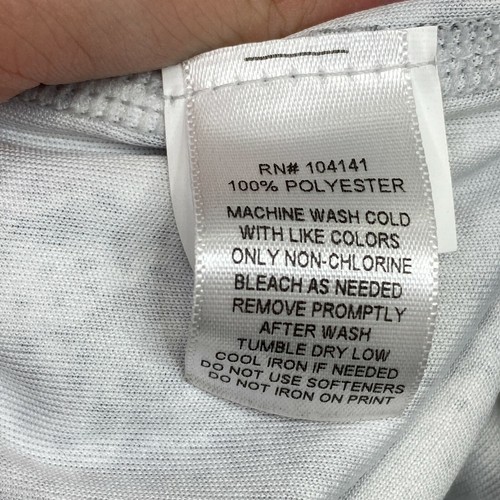 RN# 104141
100% POLYESTER
MACHINE WASH COLD
WITH LIKE COLORS
ONLY NON-CHLORINE
BLEACH AS NEEDED
REMOVE PROMPTLY
AFTER WASH
TUMBLE DRY LOW
COOL IRON IF NEEDED
DO NOT USE SOFTENERS
DO NOT IRON ON PRINT